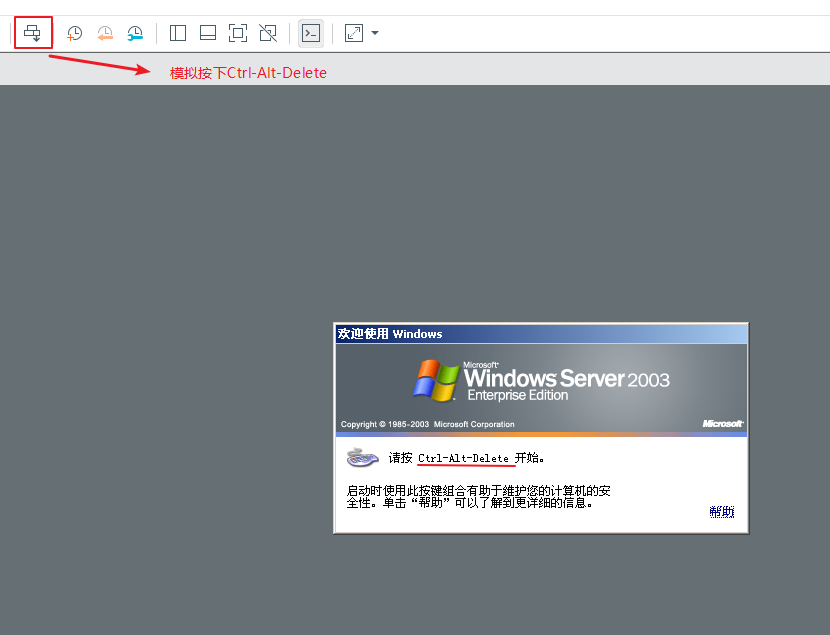 模拟按下Ctrl-Alt-Delete
欢迎使用 Windows
Microsoft
Windows Server 2003
Enterprise Edition
Copyright © 1985-2003 Microsoft Corporation
Microsoft
请按 Ctrl-Alt-Delete 开始。
启动时使用此按键组合有助于维护您的计算机的安
全性。单击“帮助”可以了解到更详细的信息。
帮助